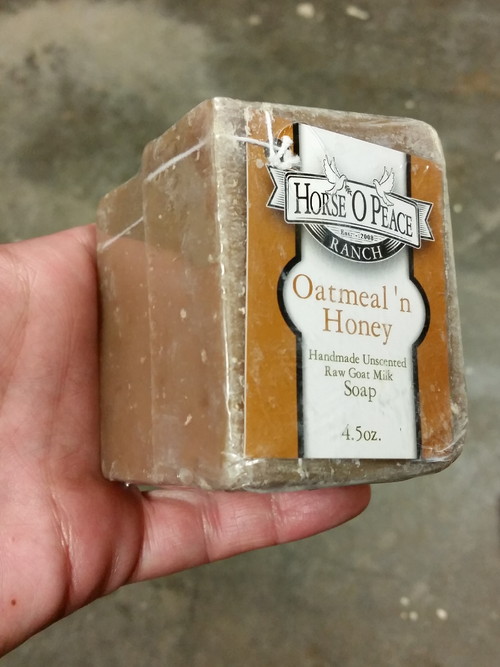 HORSE 'O PEACE
Est. 2003
RANCH
Oatmeal 'n
Honey
Handmade Unscented
Raw Goat Milk
Soap
4.5oz.